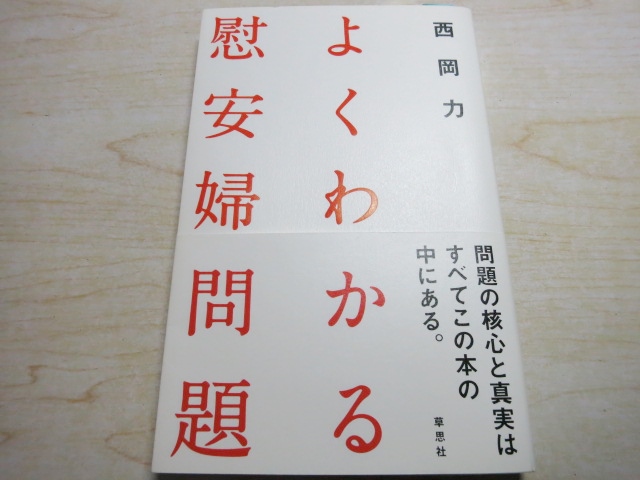 西岡力
よくわかる
慰安婦問題
問題の核心と真実は
すべてこの本の
中にある。
草思社